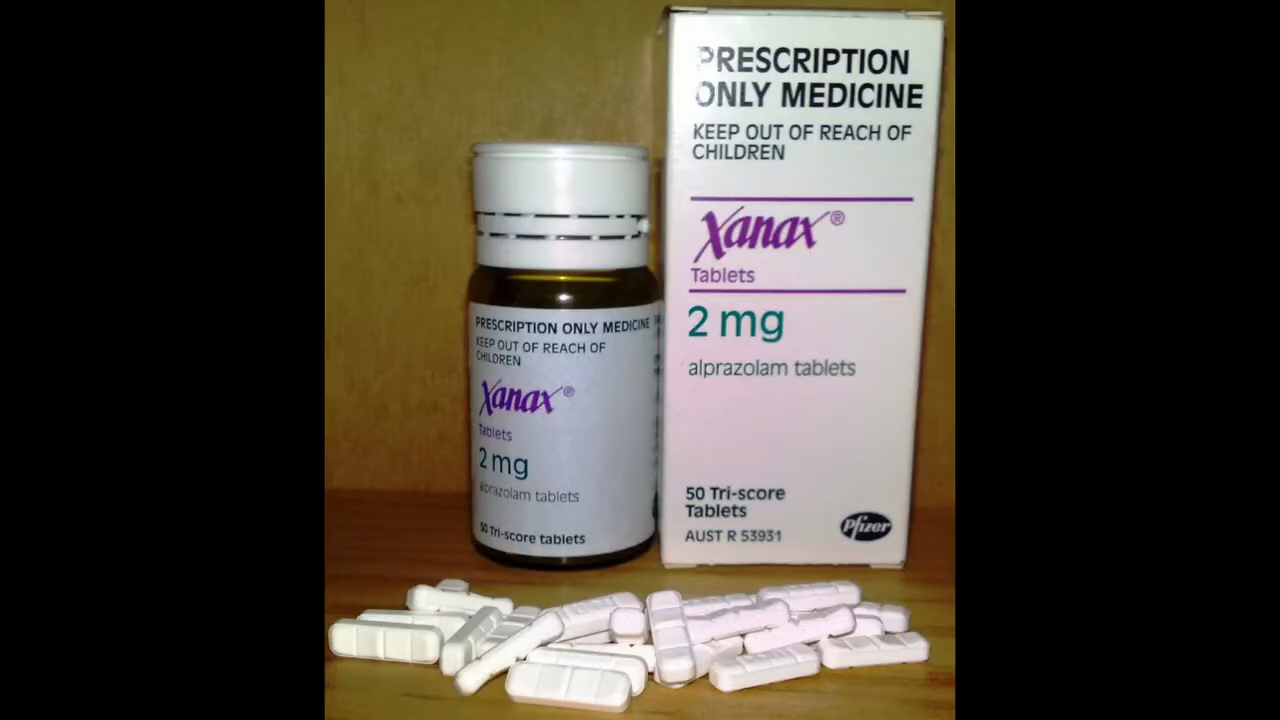 PRESCRIPTION
ONLY MEDICINE
KEEP OUT OF REACH OF
CHILDREN
Xanax®
Tablets
2 mg
alprazolam tablets
50 Tri-score
Tablets
AUST R 53931
Pfizer
PRESCRIPTION ONLY MEDICINE
KEEP OUT OF REACH OF
CHILDREN
Xanax®
Tablets
2 mg
alprazolam tablets
50 Tri-score tablets